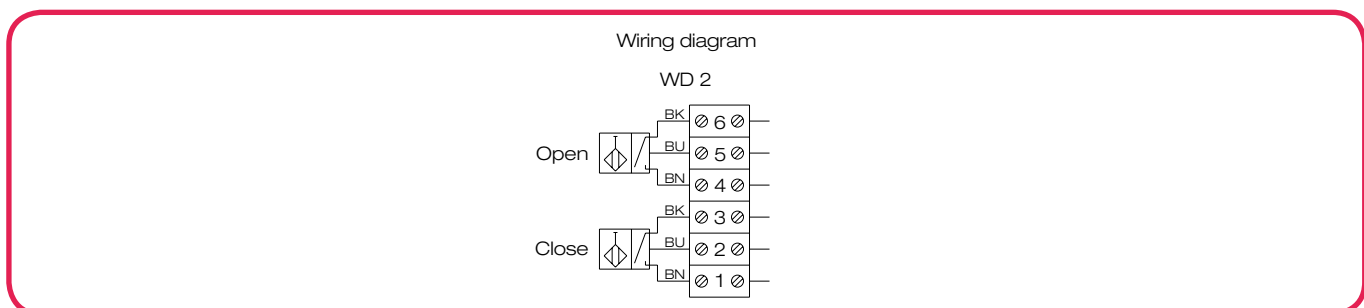 Wiring diagram
WD 2
BK 6
Open BU 5
BN 4
BK 3
Close BU 2
BN 1